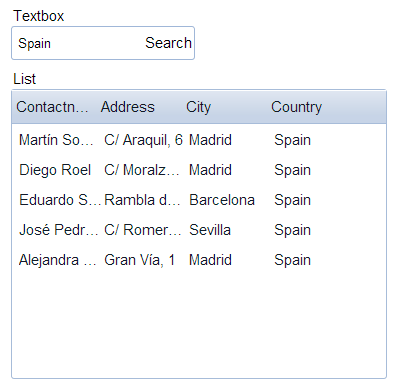 Textbox
Spain Search
List
Contactn... Address City Country
Martín So... C/ Araquil, 6 Madrid Spain
Diego Roel C/ Moralz... Madrid Spain
Eduardo S... Rambla d... Barcelona Spain
José Pedr... C/ Romer... Sevilla Spain
Alejandra ... Gran Vía, 1 Madrid Spain